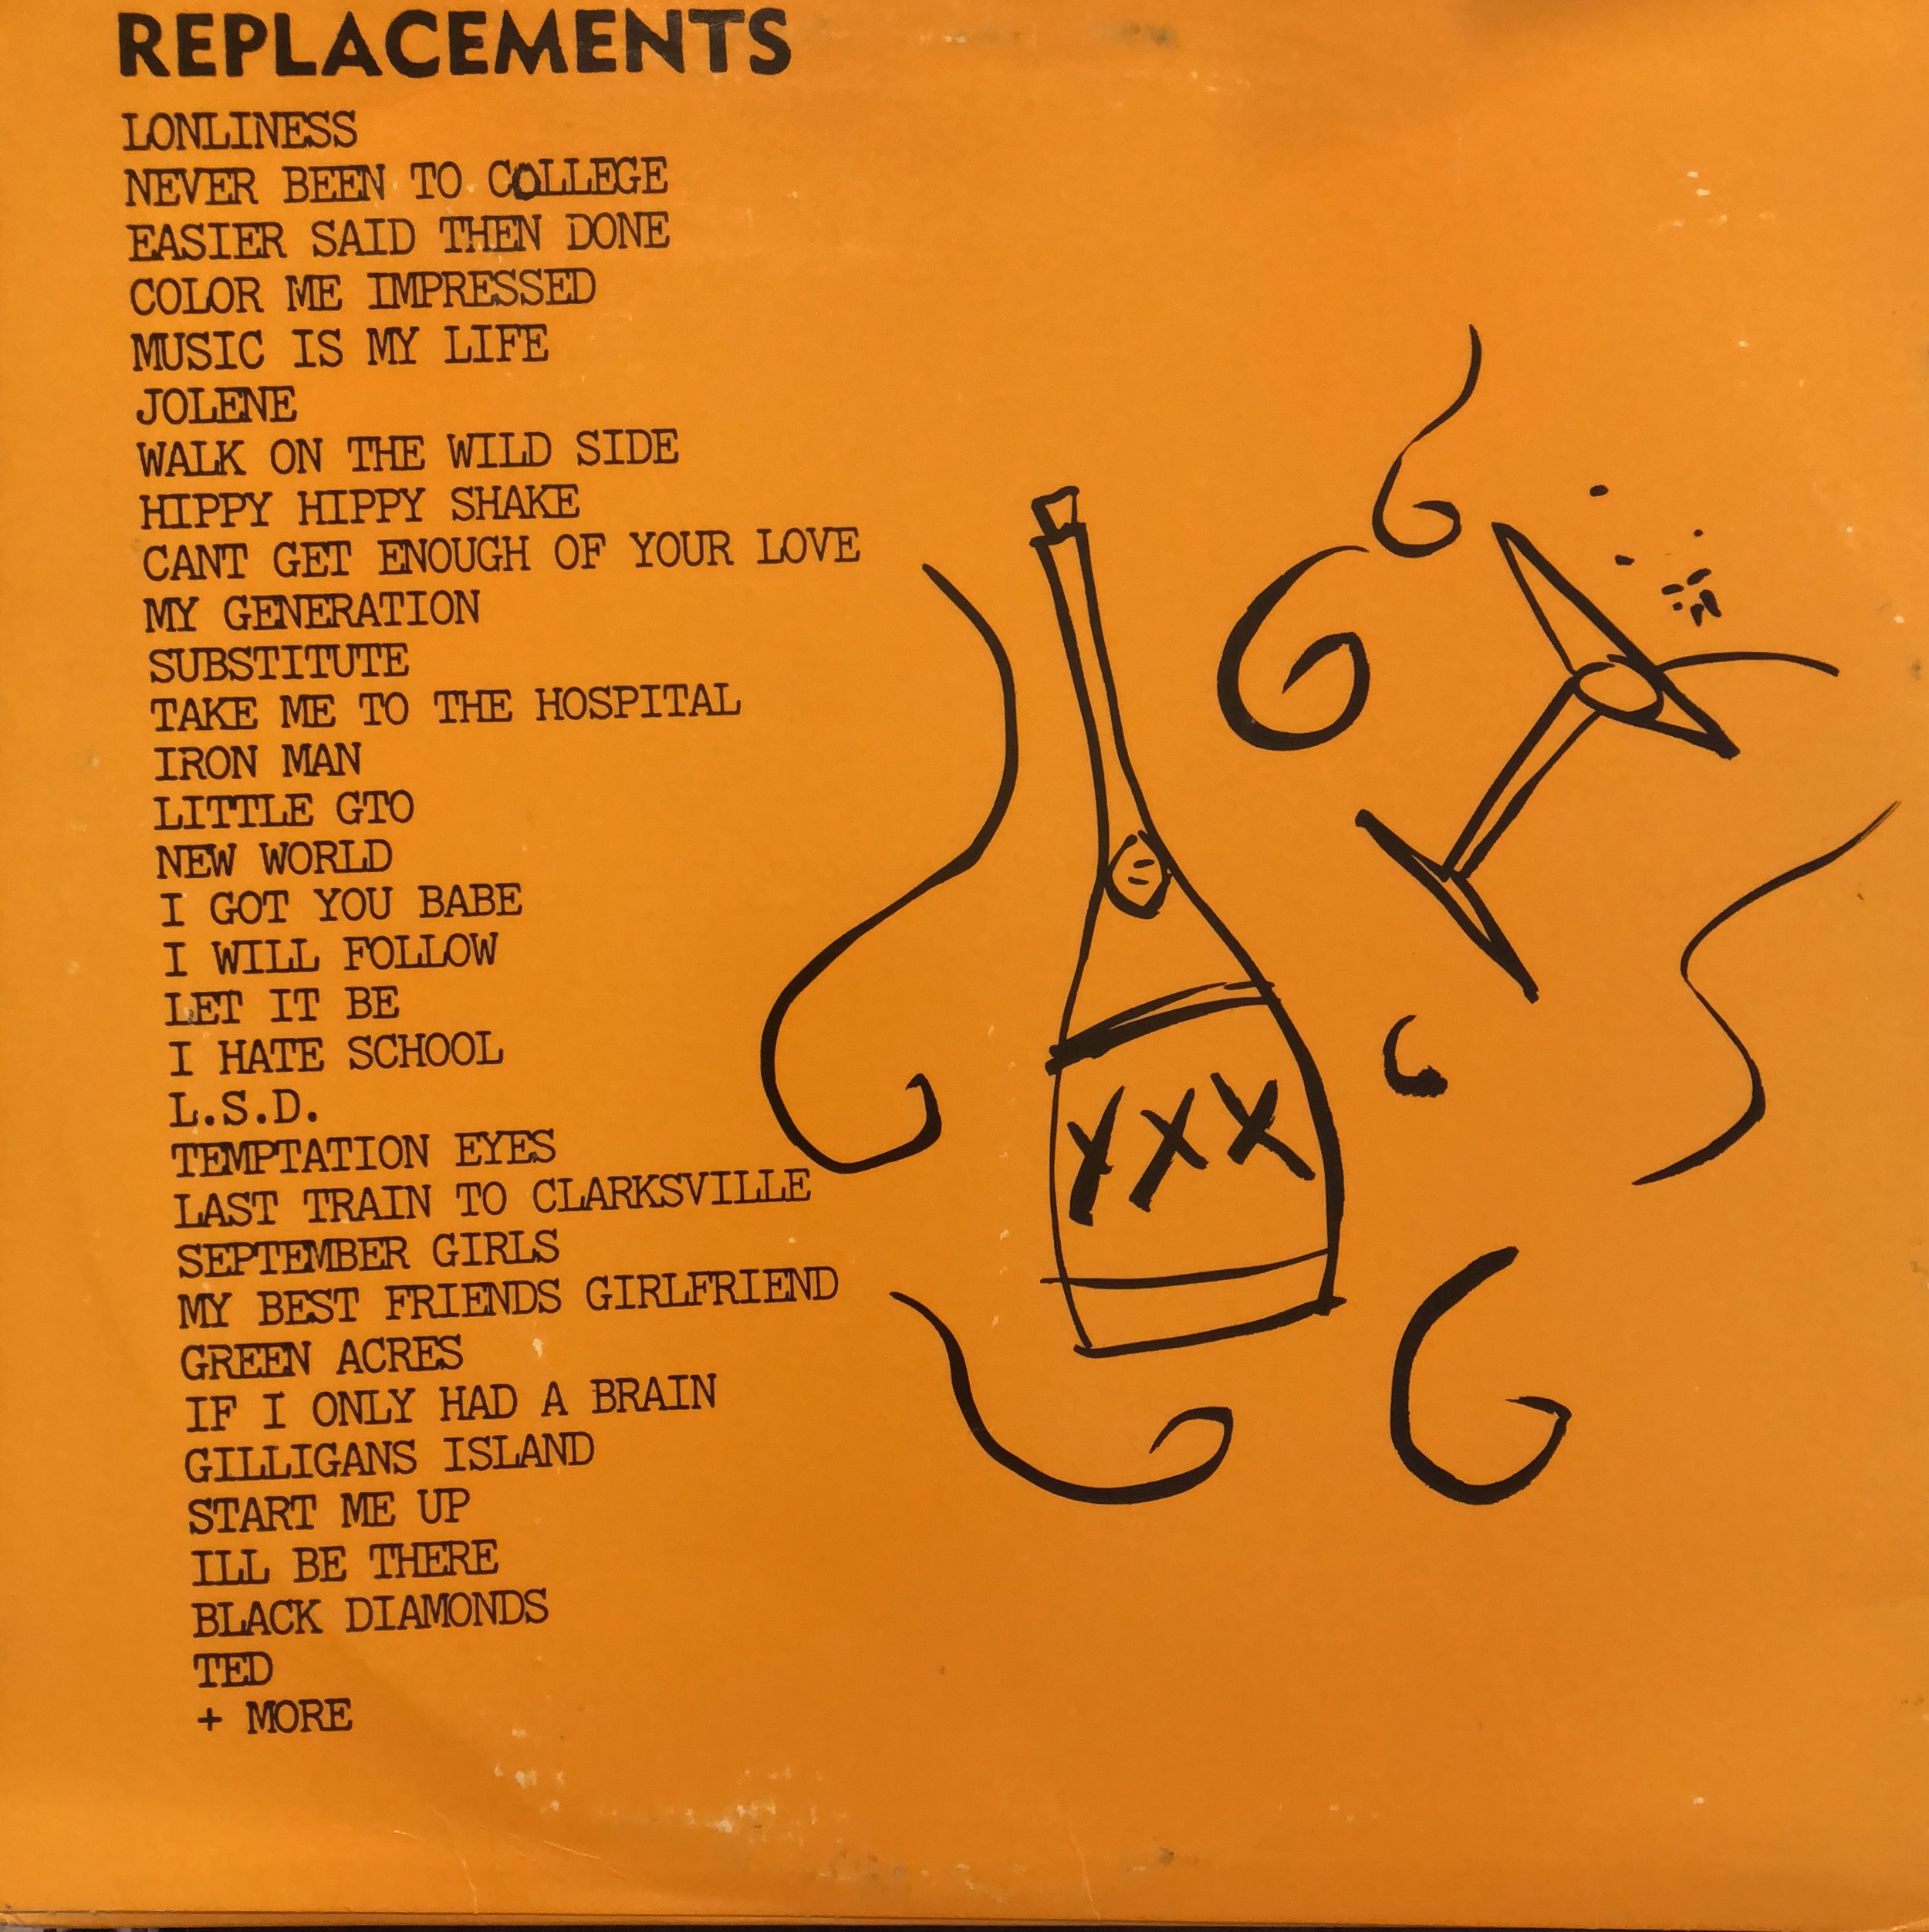 REPLACEMENTS
LONLINESS
NEVER BEEN TO COLLEGE
EASIER SAID THEN DONE
COLOR ME IMPRESSED
MUSIC IS MY LIFE
JOLENE
WALK ON THE WILD SIDE
HIPPY HIPPY SHAKE
CANT GET ENOUGH OF YOUR LOVE
MY GENERATION
SUBSTITUTE
TAKE ME TO THE HOSPITAL
IRON MAN
LITTLE GTO
NEW WORLD
I GOT YOU BABE
I WILL FOLLOW
LET IT BE
I HATE SCHOOL
L.S.D.
TEMPTATION EYES
LAST TRAIN TO CLARKSVILLE
SEPTEMBER GIRLS
MY BEST FRIENDS GIRLFRIEND
GREEN ACRES
IF I ONLY HAD A BRAIN
GILLIGANS ISLAND
START ME UP
ILL BE THERE
BLACK DIAMONDS
TED
+ MORE
XXX